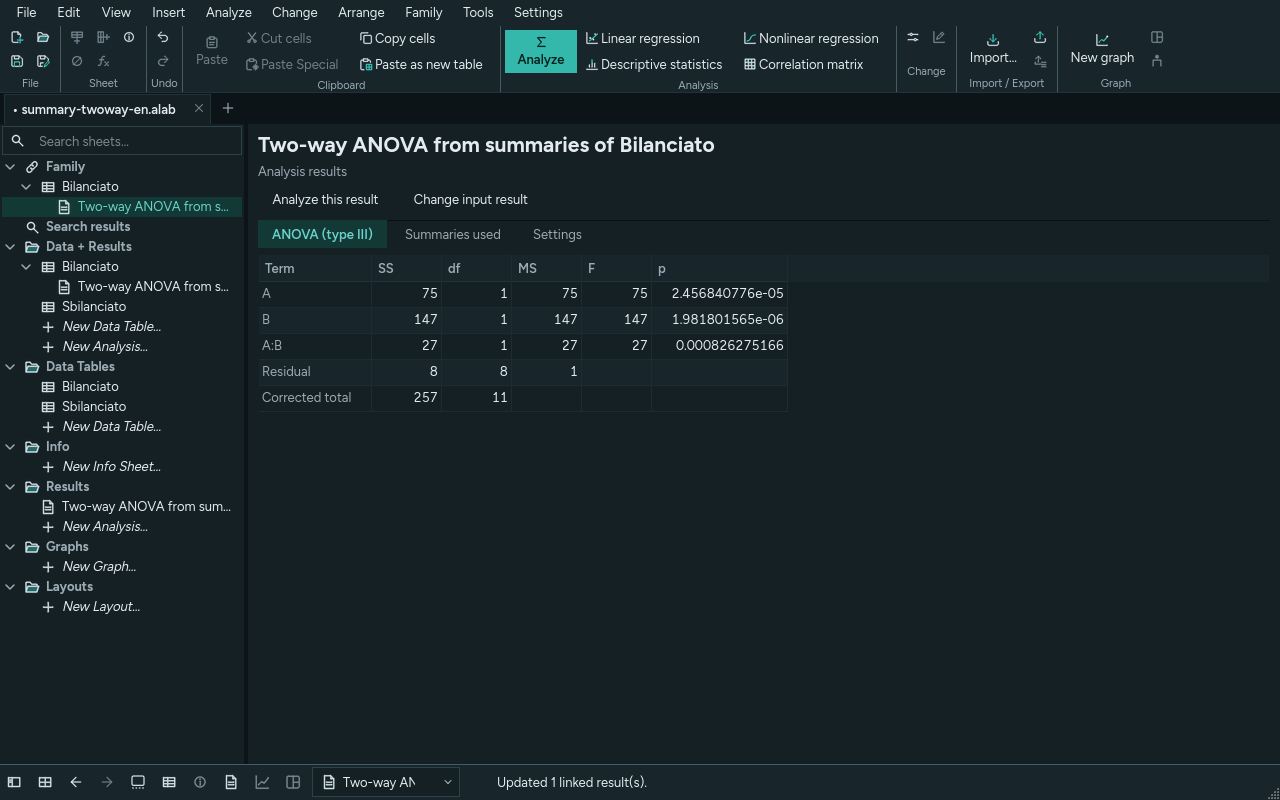 File Edit View Insert Analyze Change Arrange Family Tools Settings
Paste
Cut cells
Copy cells
Paste Special
Paste as new table
Σ
Analyze
Linear regression
Nonlinear regression
Descriptive statistics
Correlation matrix
Import...
New graph
File Sheet Undo Clipboard Analysis Change Import / Export Graph
• summary-twoway-en.alab
Search sheets...
Family
Bilanciato
Two-way ANOVA from s...
Search results
Data + Results
Bilanciato
Two-way ANOVA from s...
Sbilanciato
New Data Table...
New Analysis...
Data Tables
Bilanciato
Sbilanciato
New Data Table...
Info
New Info Sheet...
Results
Two-way ANOVA from sum...
New Analysis...
Graphs
New Graph...
Layouts
New Layout...
Two-way ANOVA from summaries of Bilanciato
Analysis results
Analyze this result Change input result
ANOVA (type III) Summaries used Settings
Term SS df MS F p
A 75 1 75 75 2.456840776e-05
B 147 1 147 147 1.981801565e-06
A:B 27 1 27 27 0.000826275166
Residual 8 8 1
Corrected total 257 11
Two-way AN
Updated 1 linked result(s).